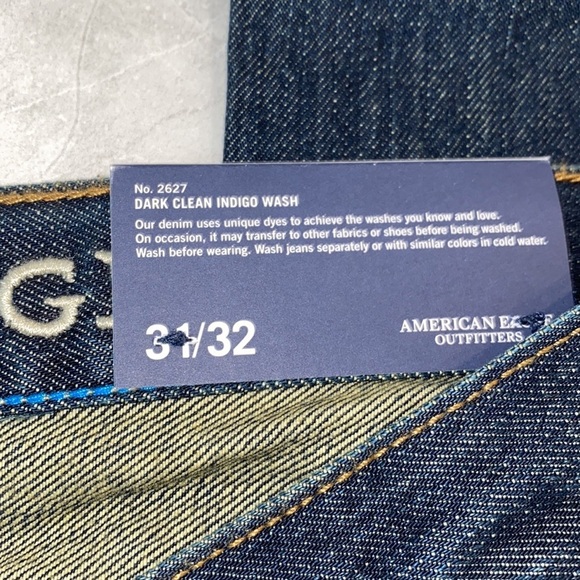 No. 2627
DARK CLEAN INDIGO WASH
Our denim uses unique dyes to achieve the washes you know and love.
On occasion, it may transfer to other fabrics or shoes before being washed.
Wash before wearing. Wash jeans separately or with similar colors in cold water.
31/32
AMERICAN
OUTFITTERS